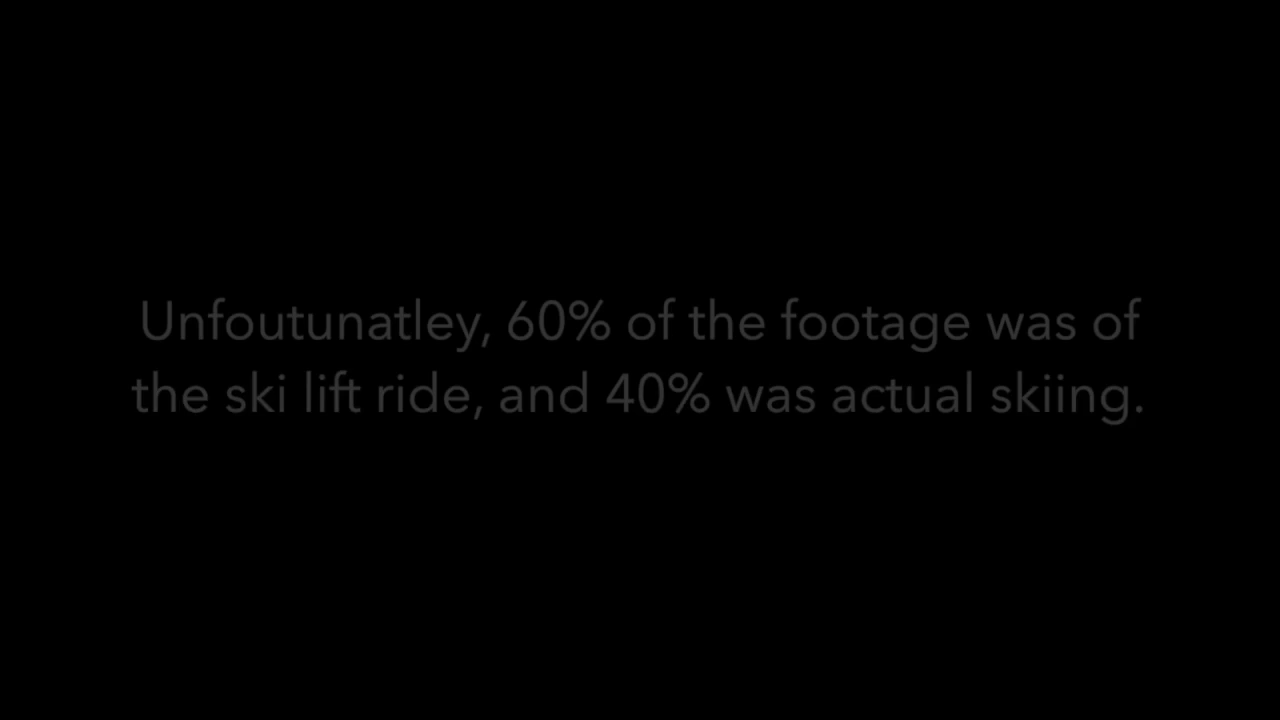 Unfoutunatley, 60% of the footage was of
the ski lift ride, and 40% was actual skiing.